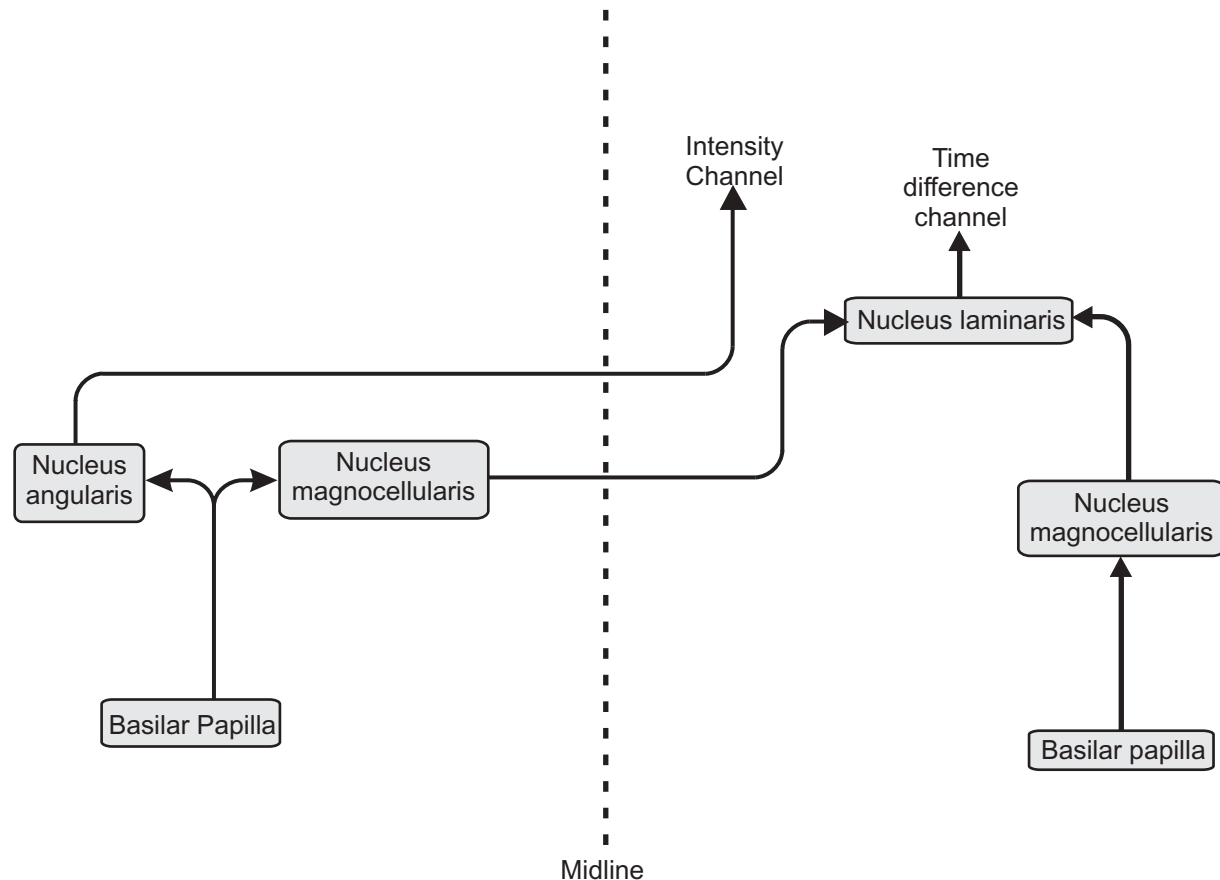 Intensity
Channel
Time
difference
channel
Nucleus laminaris
Nucleus
angularis
Nucleus
magnocellularis
Nucleus
magnocellularis
Basilar Papilla
Basilar papilla
Midline